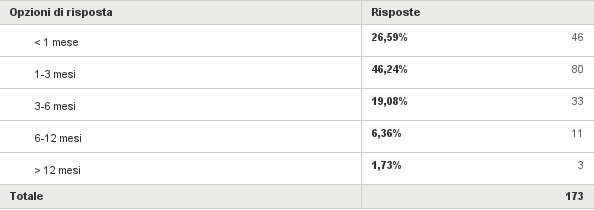 Opzioni di risposta Risposte
< 1 mese 26,59% 46
1-3 mesi 46,24% 80
3-6 mesi 19,08% 33
6-12 mesi 6,36% 11
> 12 mesi 1,73% 3
Totale 173